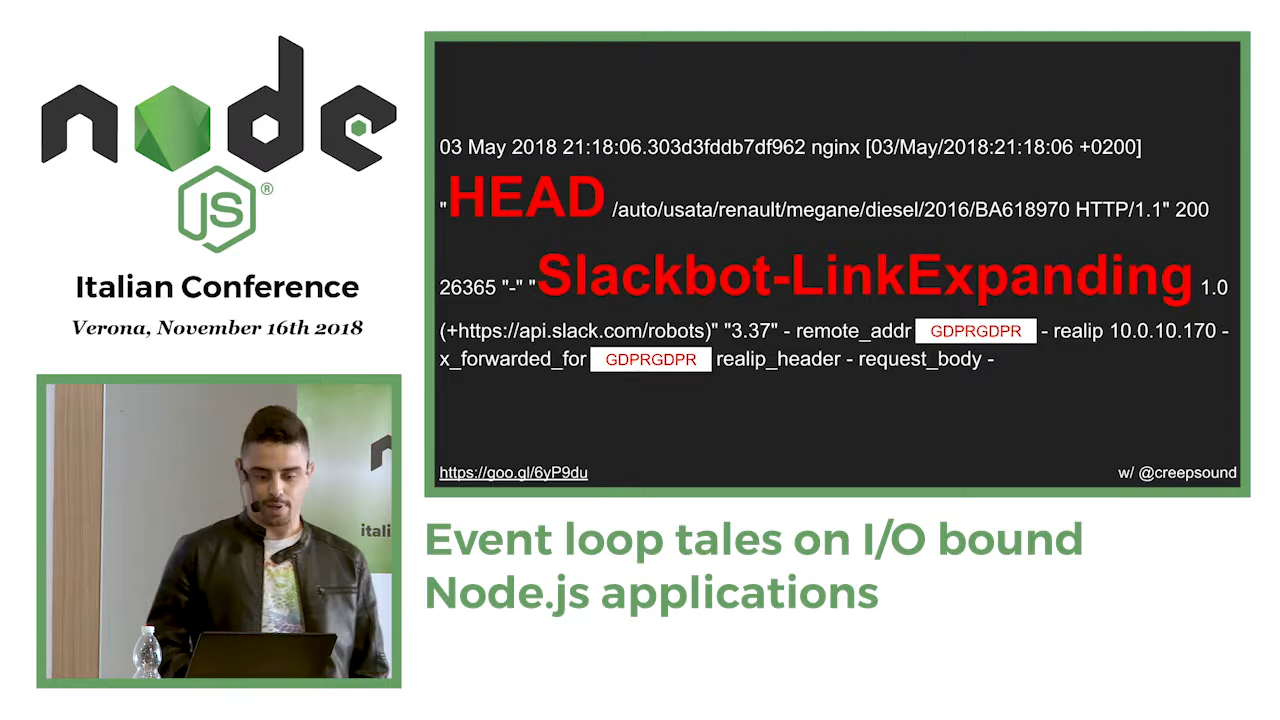 node
JS ®
Italian Conference
Verona, November 16th 2018
03 May 2018 21:18:06.303d3fddb7df962 nginx [03/May/2018:21:18:06 +0200]
"HEAD /auto/usata/renault/megane/diesel/2016/BA618970 HTTP/1.1" 200
26365 "-" "Slackbot-LinkExpanding 1.0
(+https://api.slack.com/robots)" "3.37" - remote_addr GDPRGDPR - realip 10.0.10.170 -
x_forwarded_for GDPRGDPR realip_header - request_body -
https://goo.gl/6yP9du
w/ @creepsound
Event loop tales on I/O bound
Node.js applications